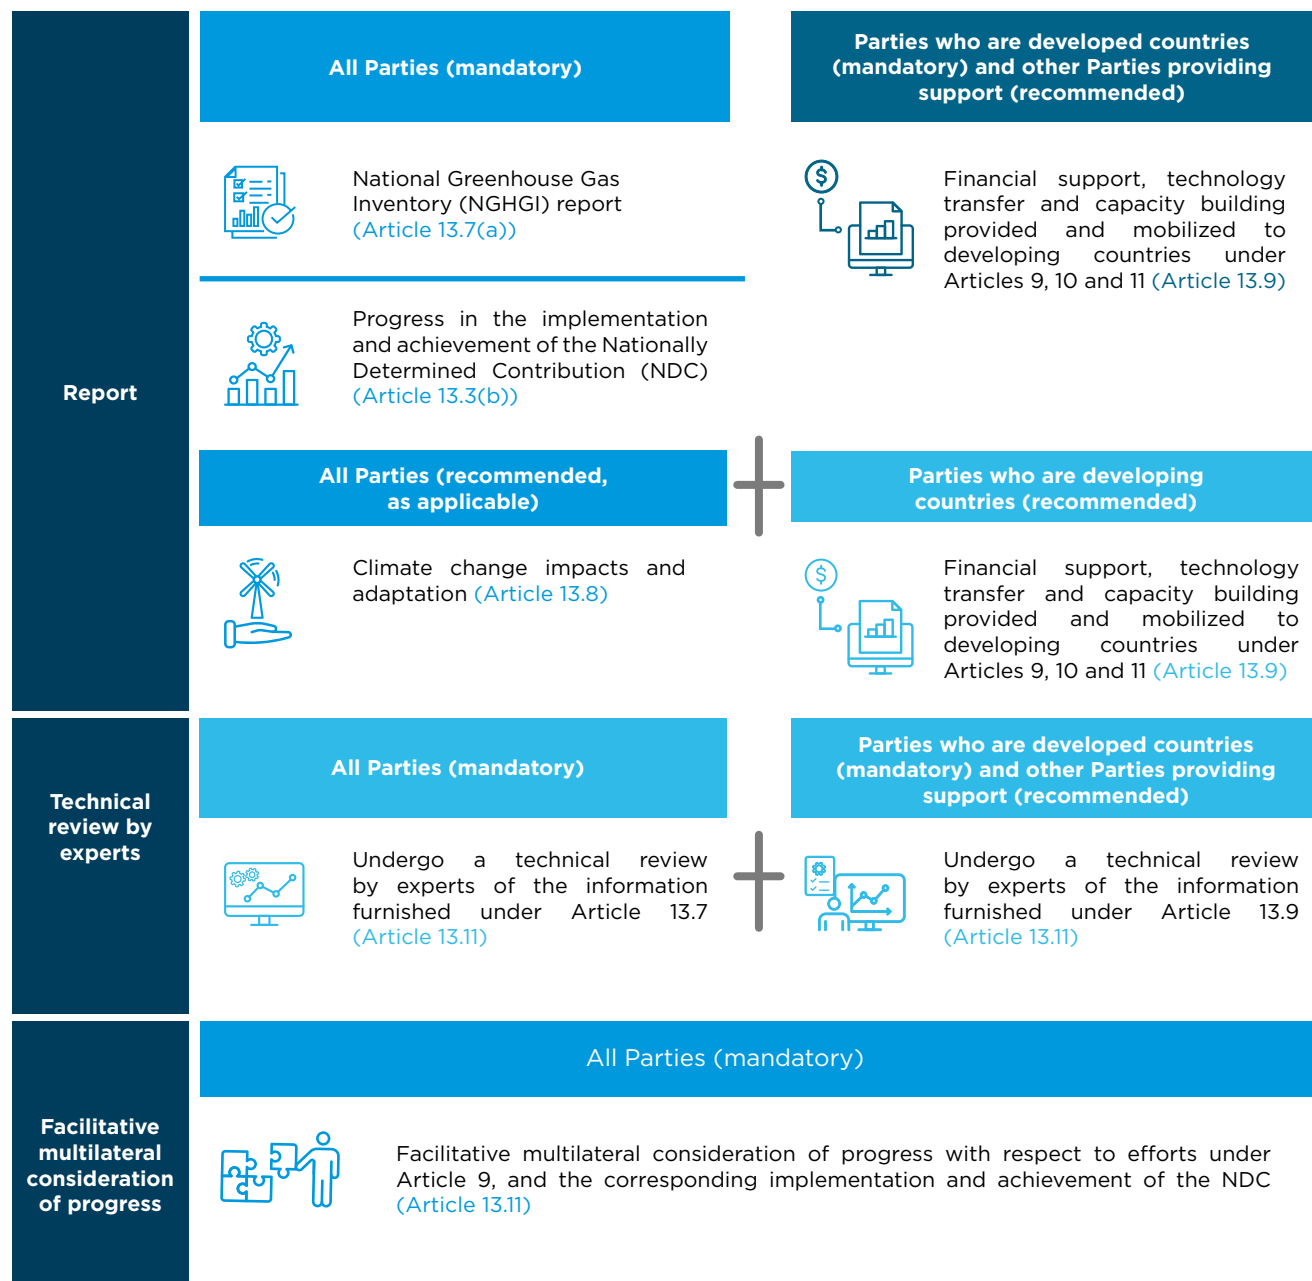 Report
All Parties (mandatory)
National Greenhouse Gas
Inventory (NGHGI) report
(Article 13.7(a))
Progress in the implementation
and achievement of the Nationally
Determined Contribution (NDC)
(Article 13.3(b))
Parties who are developed countries
(mandatory) and other Parties providing
support (recommended)
$
Financial support, technology
transfer and capacity building
provided and mobilized to
developing countries under
Articles 9, 10 and 11 (Article 13.9)
All Parties (recommended,
as applicable)
Climate change impacts and
adaptation (Article 13.8)
Parties who are developing
countries (recommended)
$
Financial support, technology
transfer and capacity building
provided and mobilized to
developing countries under
Articles 9, 10 and 11 (Article 13.9)
Technical
review by
experts
All Parties (mandatory)
Undergo a technical review
by experts of the information
furnished under Article 13.7
(Article 13.11)
Parties who are developed countries
(mandatory) and other Parties providing
support (recommended)
Undergo a technical review
by experts of the information
furnished under Article 13.9
(Article 13.11)
Facilitative
multilateral
consideration
of progress
All Parties (mandatory)
Facilitative multilateral consideration of progress with respect to efforts under
Article 9, and the corresponding implementation and achievement of the NDC
(Article 13.11)